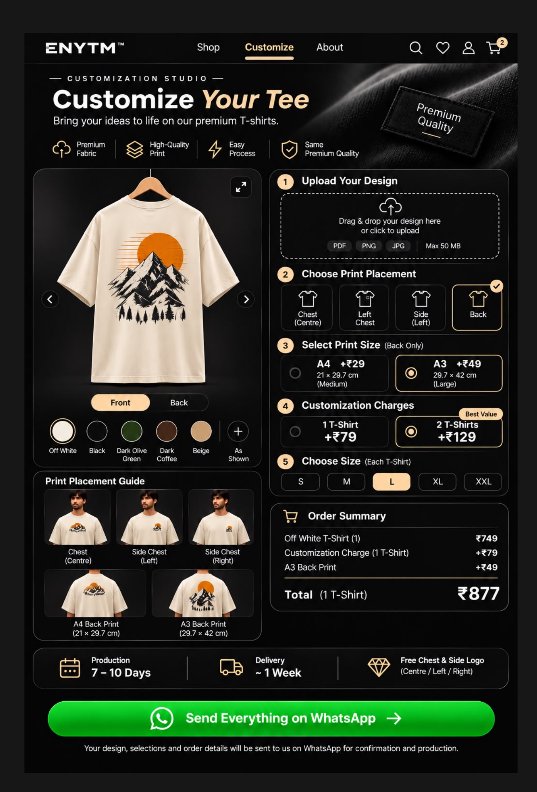 ENYTM™
Shop
Customize
About
2
CUSTOMIZATION STUDIO
Customize Your Tee
Bring your ideas to life on our premium T-shirts.
Premium
Fabric
High-Quality
Print
Easy
Process
Same
Premium Quality
Premium
Quality
Front
Back
Off White
Black
Dark Olive
Green
Dark
Coffee
Beige
As
Shown
Print Placement Guide
Chest
(Centre)
Side Chest
(Left)
Side Chest
(Right)
A4 Back Print
(21 × 29.7 cm)
A3 Back Print
(29.7 × 42 cm)
1 Upload Your Design
Drag & drop your design here
or click to upload
PDF PNG JPG Max 50 MB
2 Choose Print Placement
Chest
(Centre)
Left
Chest
Side
(Left)
Back
3 Select Print Size (Back Only)
A4 +₹29
21 × 29.7 cm
(Medium)
A3 +₹49
29.7 × 42 cm
(Large)
4 Customization Charges
Best Value
1 T-Shirt
+₹79
2 T-Shirts
+₹129
5 Choose Size (Each T-Shirt)
S M L XL XXL
Order Summary
Off White T-Shirt (1) ₹749
Customization Charge (1 T-Shirt) +₹79
A3 Back Print +₹49
Total (1 T-Shirt) ₹877
Production
7 – 10 Days
Delivery
~ 1 Week
Free Chest & Side Logo
(Centre / Left / Right)
Send Everything on WhatsApp →
Your design, selections and order details will be sent to us on WhatsApp for confirmation and production.